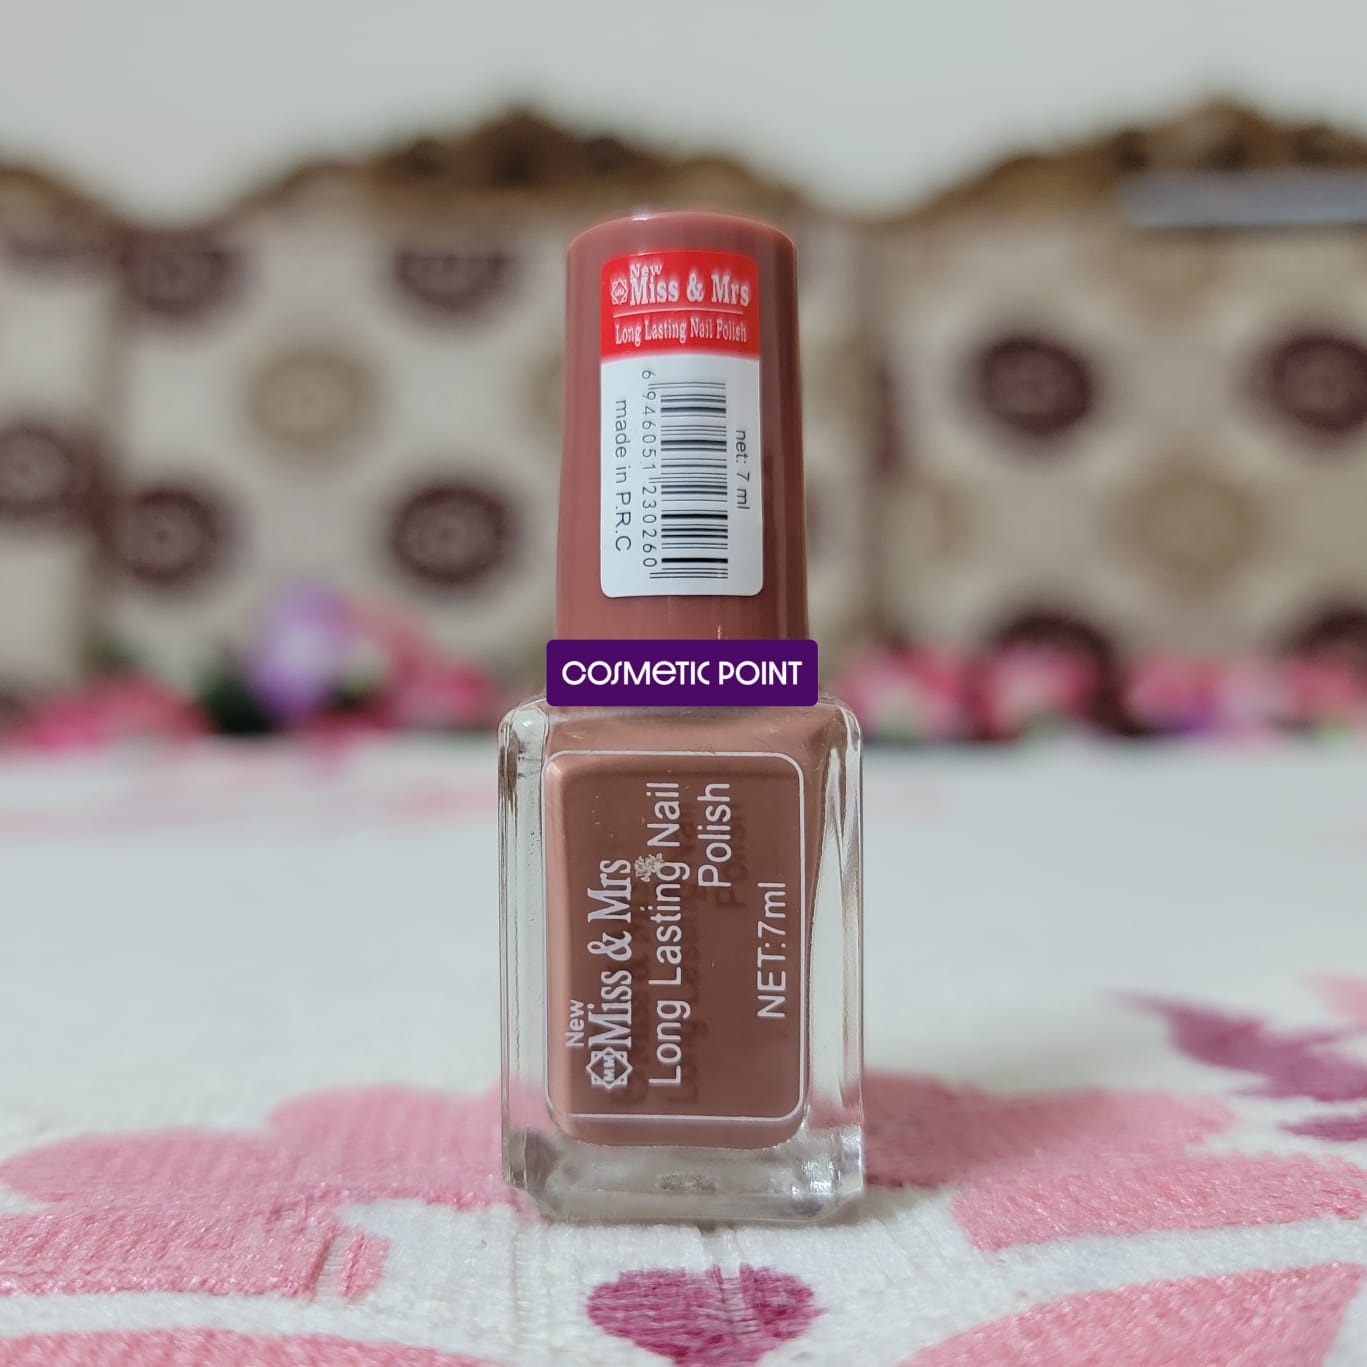 New
Miss & Mrs
Long Lasting Nail Polish
net: 7 ml
6 946051 230260
made in P.R.C
COSMETIC POINT
New
MM Miss & Mrs
Long Lasting Nail
Polish
NET:7ml